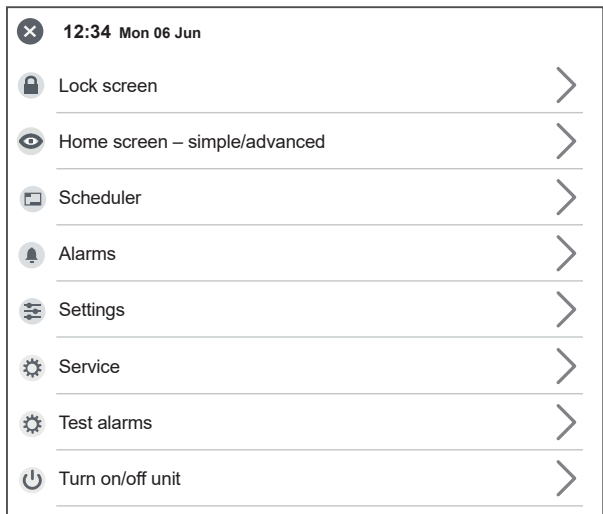 12:34 Mon 06 Jun
Lock screen
Home screen – simple/advanced
Scheduler
Alarms
Settings
Service
Test alarms
Turn on/off unit